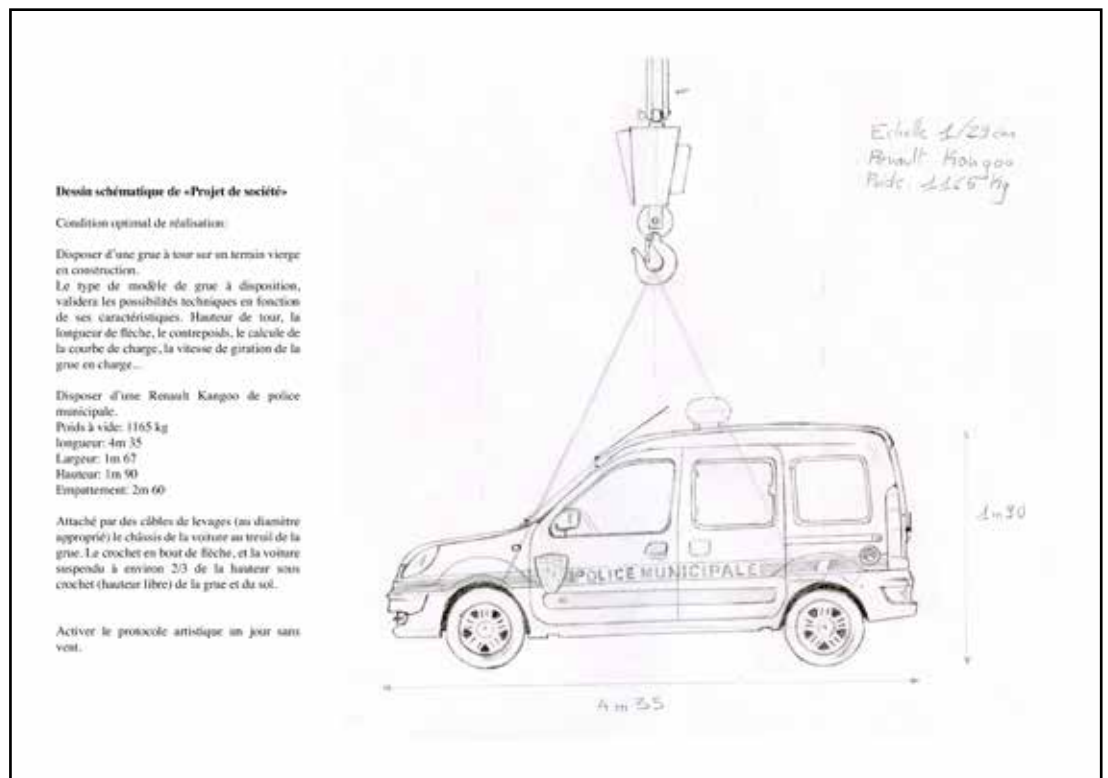 Dessin schématique de «Projet de société»
Condition optimal de réalisation:
Disposer d'une grue à tour sur un terrain vierge
en construction.
Le type de modèle de grue à disposition,
validera les possibilités techniques en fonction
de ses caractéristiques. Hauteur de tour, la
longueur de flèche, le contrepoids, le calcule de
la courbe de charge, la vitesse de giration de la
grue en charge...
Disposer d'une Renault Kangoo de police
municipale.
Poids à vide: 1165 kg
longueur: 4m 35
Largeur: 1m 67
Hauteur: 1m 90
Empattement: 2m 60
Attaché par des câbles de levages (au diamètre
approprié) le châssis de la voiture au treuil de la
grue. Le crochet en bout de flèche, et la voiture
suspendu à environ 2/3 de la hauteur sous
crochet (hauteur libre) de la grue et du sol.
Activer le protocole artistique un jour sans
vent.
Echelle 1/29 cm
Renault Kangoo
Poids: 1165 kg
POLICE MUNICIPALE
1m90
4m35